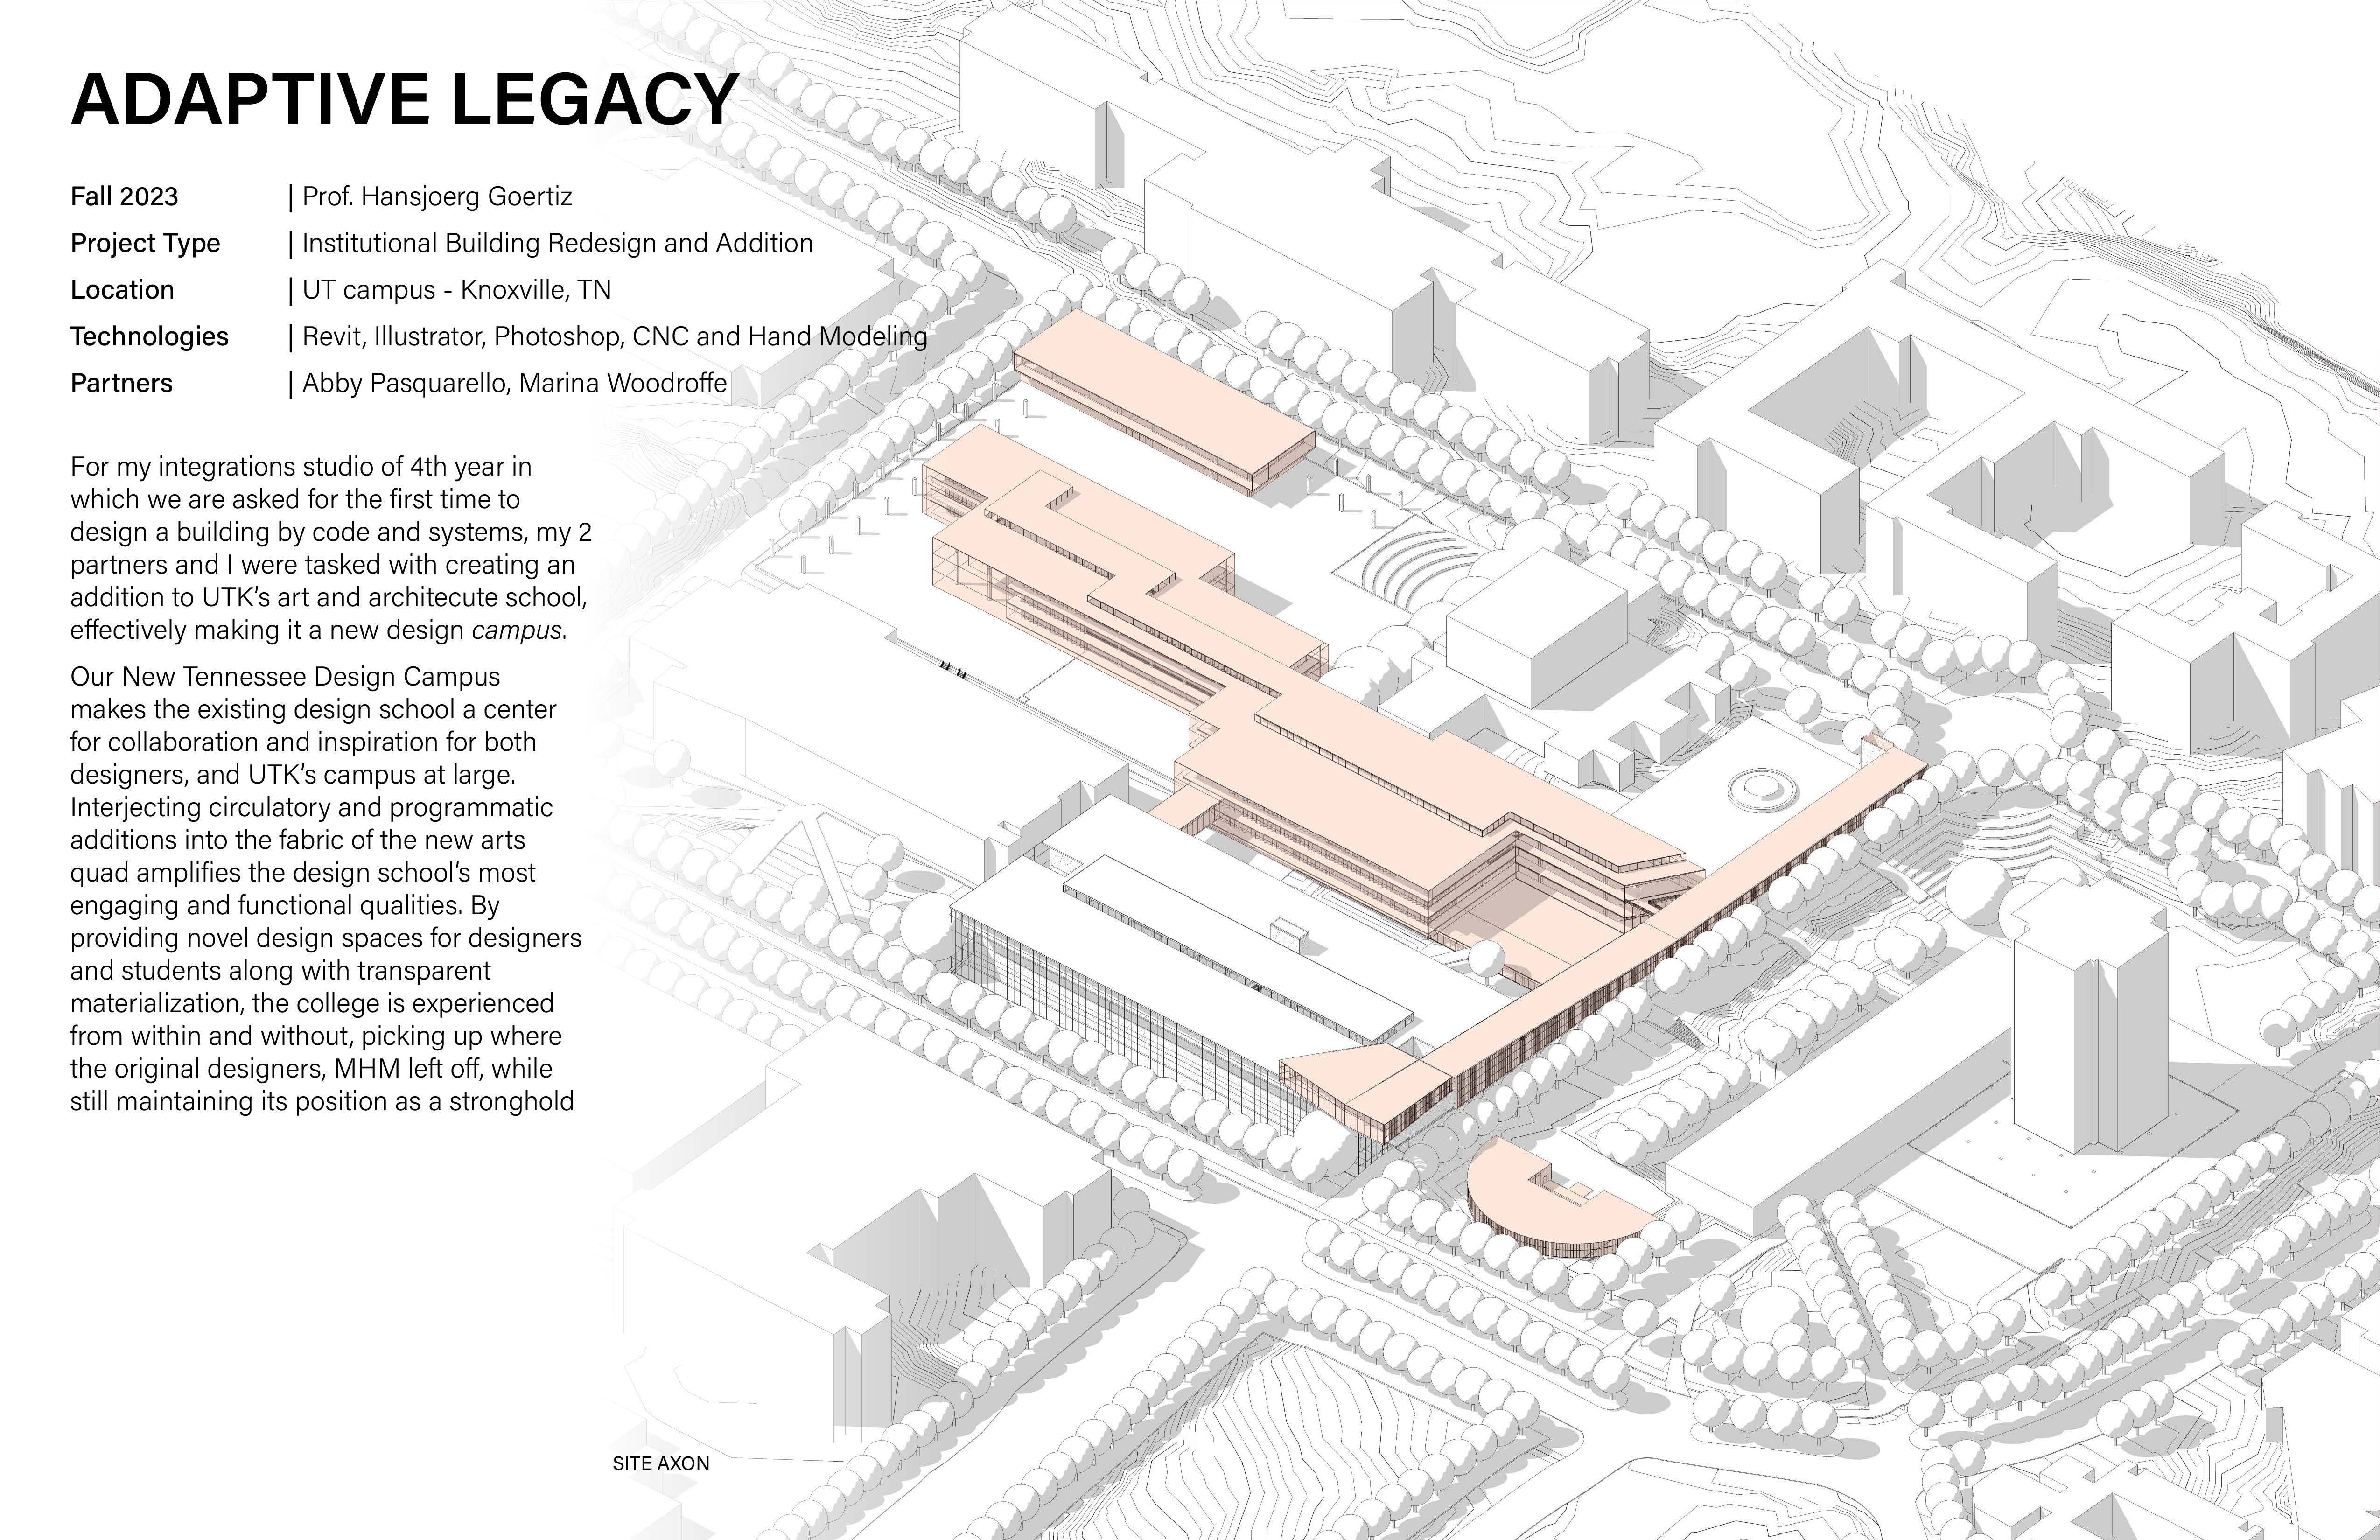 ADAPTIVE LEGACY
Fall 2023 | Prof. Hansjoerg Goertiz
Project Type | Institutional Building Redesign and Addition
Location | UT campus - Knoxville, TN
Technologies | Revit, Illustrator, Photoshop, CNC and Hand Modeling
Partners | Abby Pasquarello, Marina Woodroffe
For my integrations studio of 4th year in
which we are asked for the first time to
design a building by code and systems, my 2
partners and I were tasked with creating an
addition to UTK’s art and architecute school,
effectively making it a new design campus.
Our New Tennessee Design Campus
makes the existing design school a center
for collaboration and inspiration for both
designers, and UTK’s campus at large.
Interjecting circulatory and programmatic
additions into the fabric of the new arts
quad amplifies the design school’s most
engaging and functional qualities. By
providing novel design spaces for designers
and students along with transparent
materialization, the college is experienced
from within and without, picking up where
the original designers, MHM left off, while
still maintaining its position as a stronghold
SITE AXON